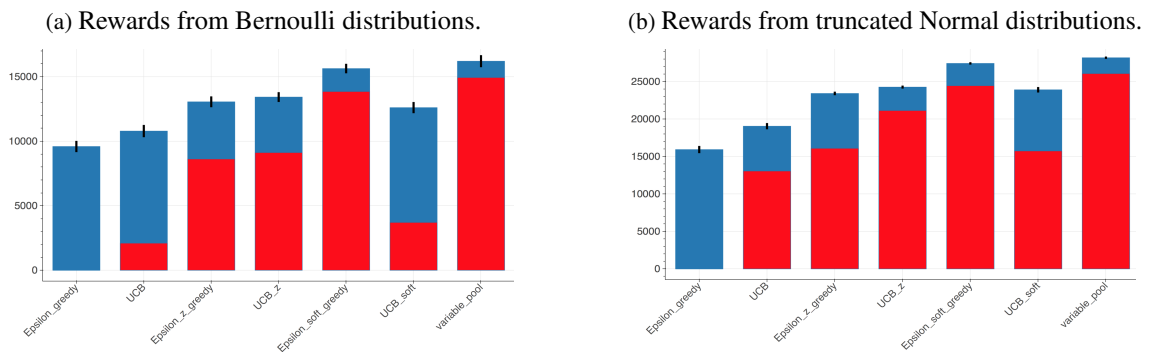 (a) Rewards from Bernoulli distributions.
15000
10000
5000
0
Epsilon_greedy
UCB
Epsilon_z_greedy
UCB_z
Epsilon_soft_greedy
UCB_soft
variable_pool
(b) Rewards from truncated Normal distributions.
25000
20000
15000
10000
5000
0
Epsilon_greedy
UCB
Epsilon_z_greedy
UCB_z
Epsilon_soft_greedy
UCB_soft
variable_pool